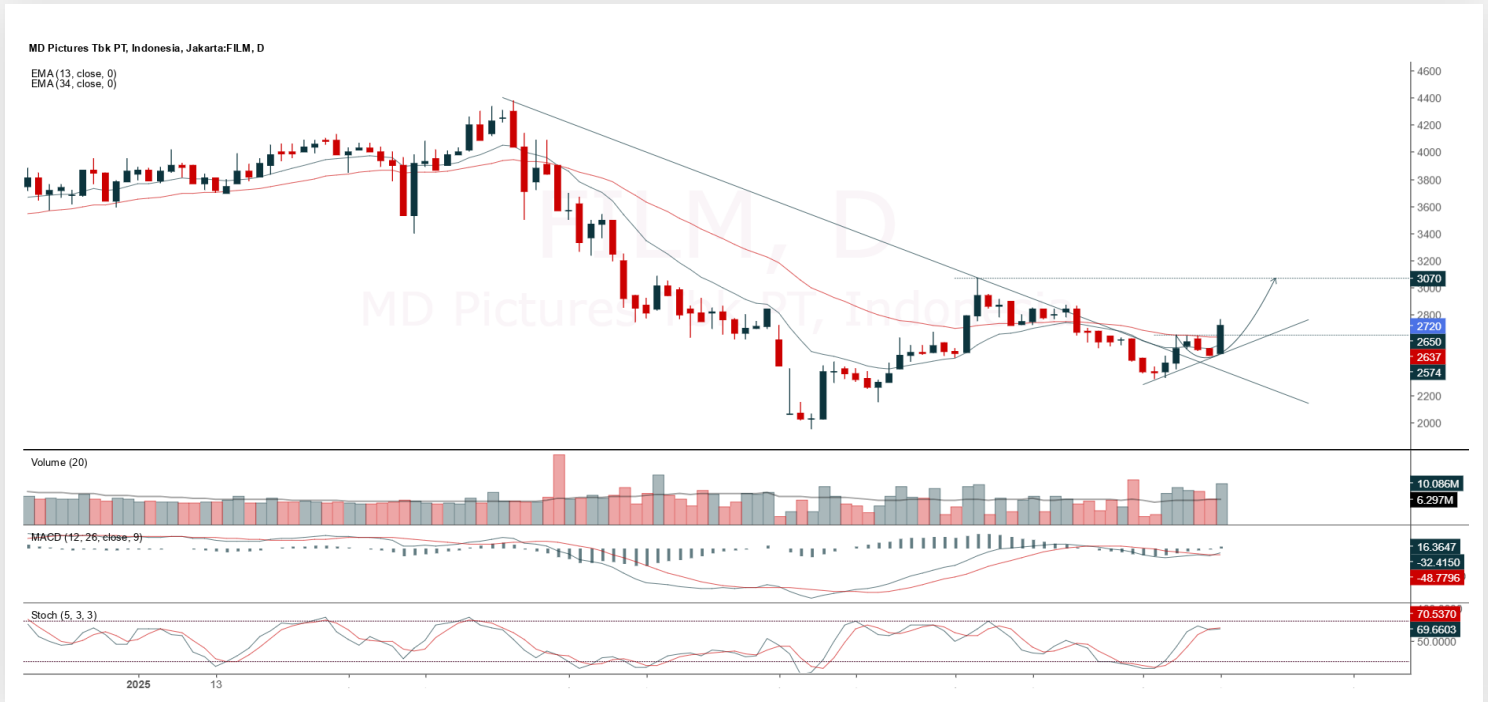 MD Pictures Tbk PT, Indonesia, Jakarta:FILM, D
EMA (13, close, 0)
EMA (34, close, 0)
FILM, D
MD Pictures Tbk PT, Indonesia
4600
4400
4200
4000
3800
3600
3400
3200
3070
3000
2800
2720
2650
2637
2574
2200
2000
Volume (20)
10.086M
6.297M
MACD (12, 26, close, 9)
16.3647
-32.4150
-48.7796
Stoch (5, 3, 3)
70.5370
69.6603
50.0000
2025
13